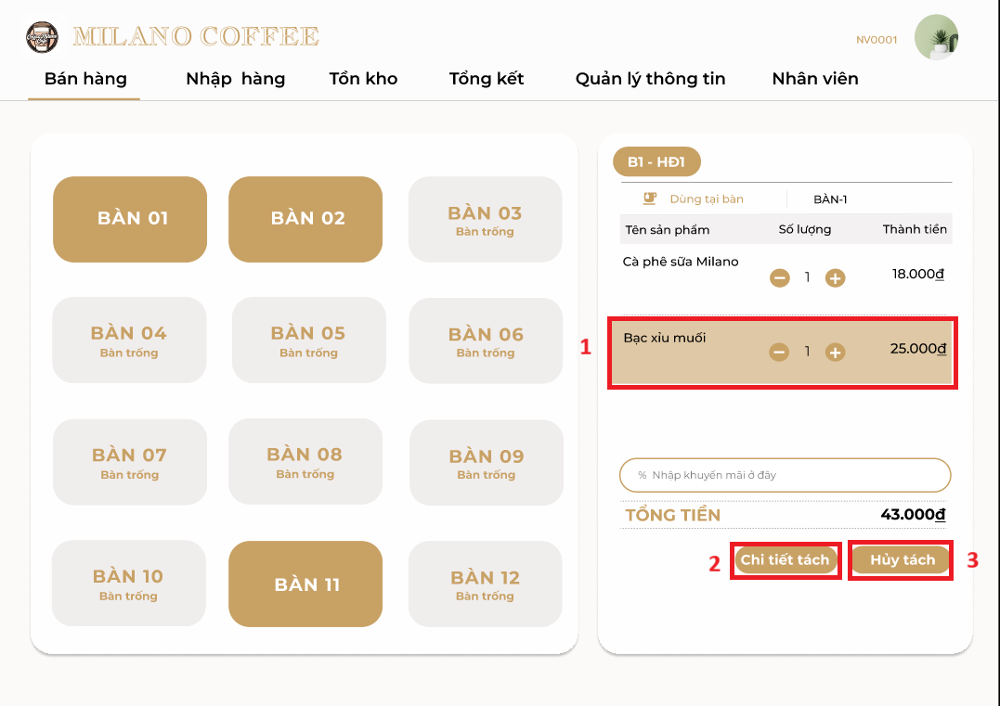 MILANO COFFEE
NV0001
Bán hàng Nhập hàng Tồn kho Tổng kết Quản lý thông tin Nhân viên
BÀN 01
BÀN 02
BÀN 03
Bàn trống
BÀN 04
Bàn trống
BÀN 05
Bàn trống
BÀN 06
Bàn trống
BÀN 07
Bàn trống
BÀN 08
Bàn trống
BÀN 09
Bàn trống
BÀN 10
Bàn trống
BÀN 11
BÀN 12
Bàn trống
B1 - HĐ1
Dùng tại bàn BÀN-1
Tên sản phẩm Số lượng Thành tiền
Cà phê sữa Milano
1 18.000₫
1
Bạc xỉu muối
1 25.000₫
% Nhập khuyến mãi ở đây
TỔNG TIỀN 43.000₫
2 Chi tiết tách Hủy tách 3